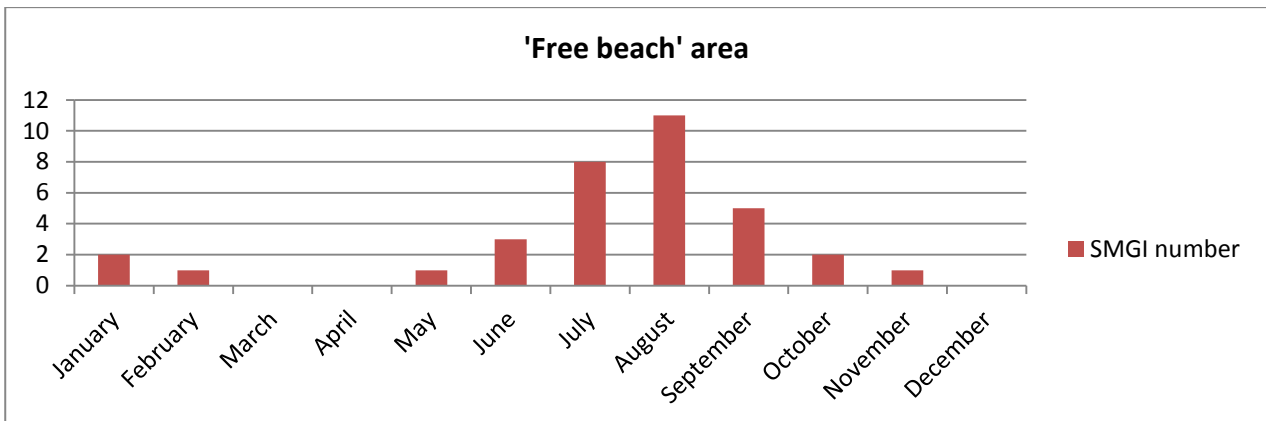 'Free beach' area
12
10
8
6
4
2
0
January
February
March
April
May
June
July
August
September
October
November
December
SMGI number